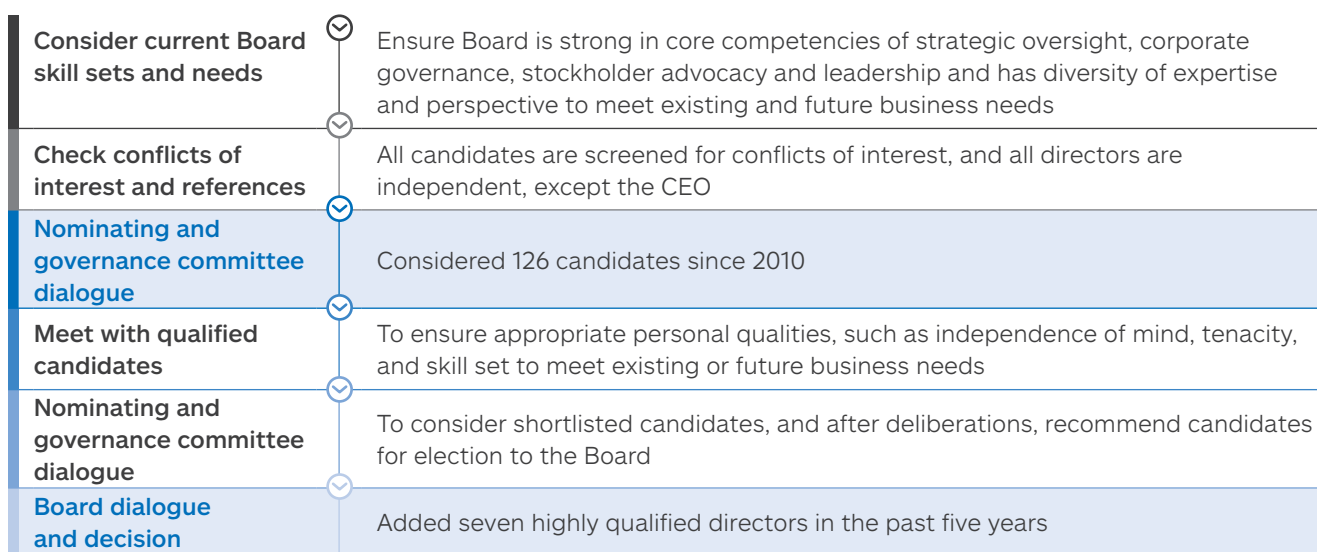 Consider current Board
skill sets and needs
Ensure Board is strong in core competencies of strategic oversight, corporate
governance, stockholder advocacy and leadership and has diversity of expertise
and perspective to meet existing and future business needs
Check conflicts of
interest and references
All candidates are screened for conflicts of interest, and all directors are
independent, except the CEO
Nominating and
governance committee
dialogue
Considered 126 candidates since 2010
Meet with qualified
candidates
To ensure appropriate personal qualities, such as independence of mind, tenacity,
and skill set to meet existing or future business needs
Nominating and
governance committee
dialogue
To consider shortlisted candidates, and after deliberations, recommend candidates
for election to the Board
Board dialogue
and decision
Added seven highly qualified directors in the past five years